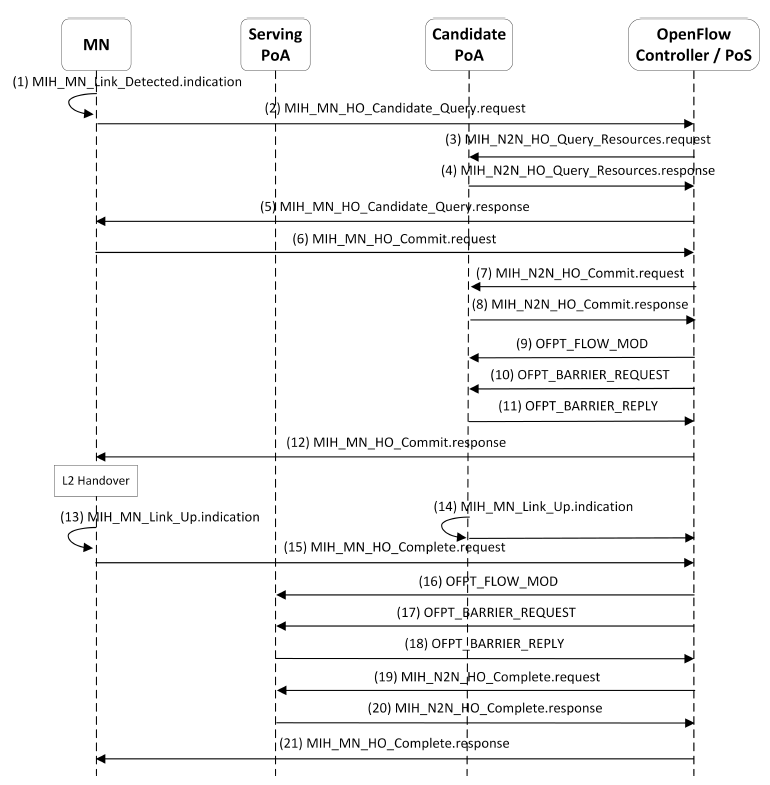 MN
Serving
PoA
Candidate
PoA
OpenFlow
Controller / PoS
(1) MIH_MN_Link_Detected.indication
(2) MIH_MN_HO_Candidate_Query.request
(3) MIH_N2N_HO_Query_Resources.request
(4) MIH_N2N_HO_Query_Resources.response
(5) MIH_MN_HO_Candidate_Query.response
(6) MIH_MN_HO_Commit.request
(7) MIH_N2N_HO_Commit.request
(8) MIH_N2N_HO_Commit.response
(9) OFPT_FLOW_MOD
(10) OFPT_BARRIER_REQUEST
(11) OFPT_BARRIER_REPLY
(12) MIH_MN_HO_Commit.response
L2 Handover
(13) MIH_MN_Link_Up.indication
(14) MIH_MN_Link_Up.indication
(15) MIH_MN_HO_Complete.request
(16) OFPT_FLOW_MOD
(17) OFPT_BARRIER_REQUEST
(18) OFPT_BARRIER_REPLY
(19) MIH_N2N_HO_Complete.request
(20) MIH_N2N_HO_Complete.response
(21) MIH_MN_HO_Complete.response